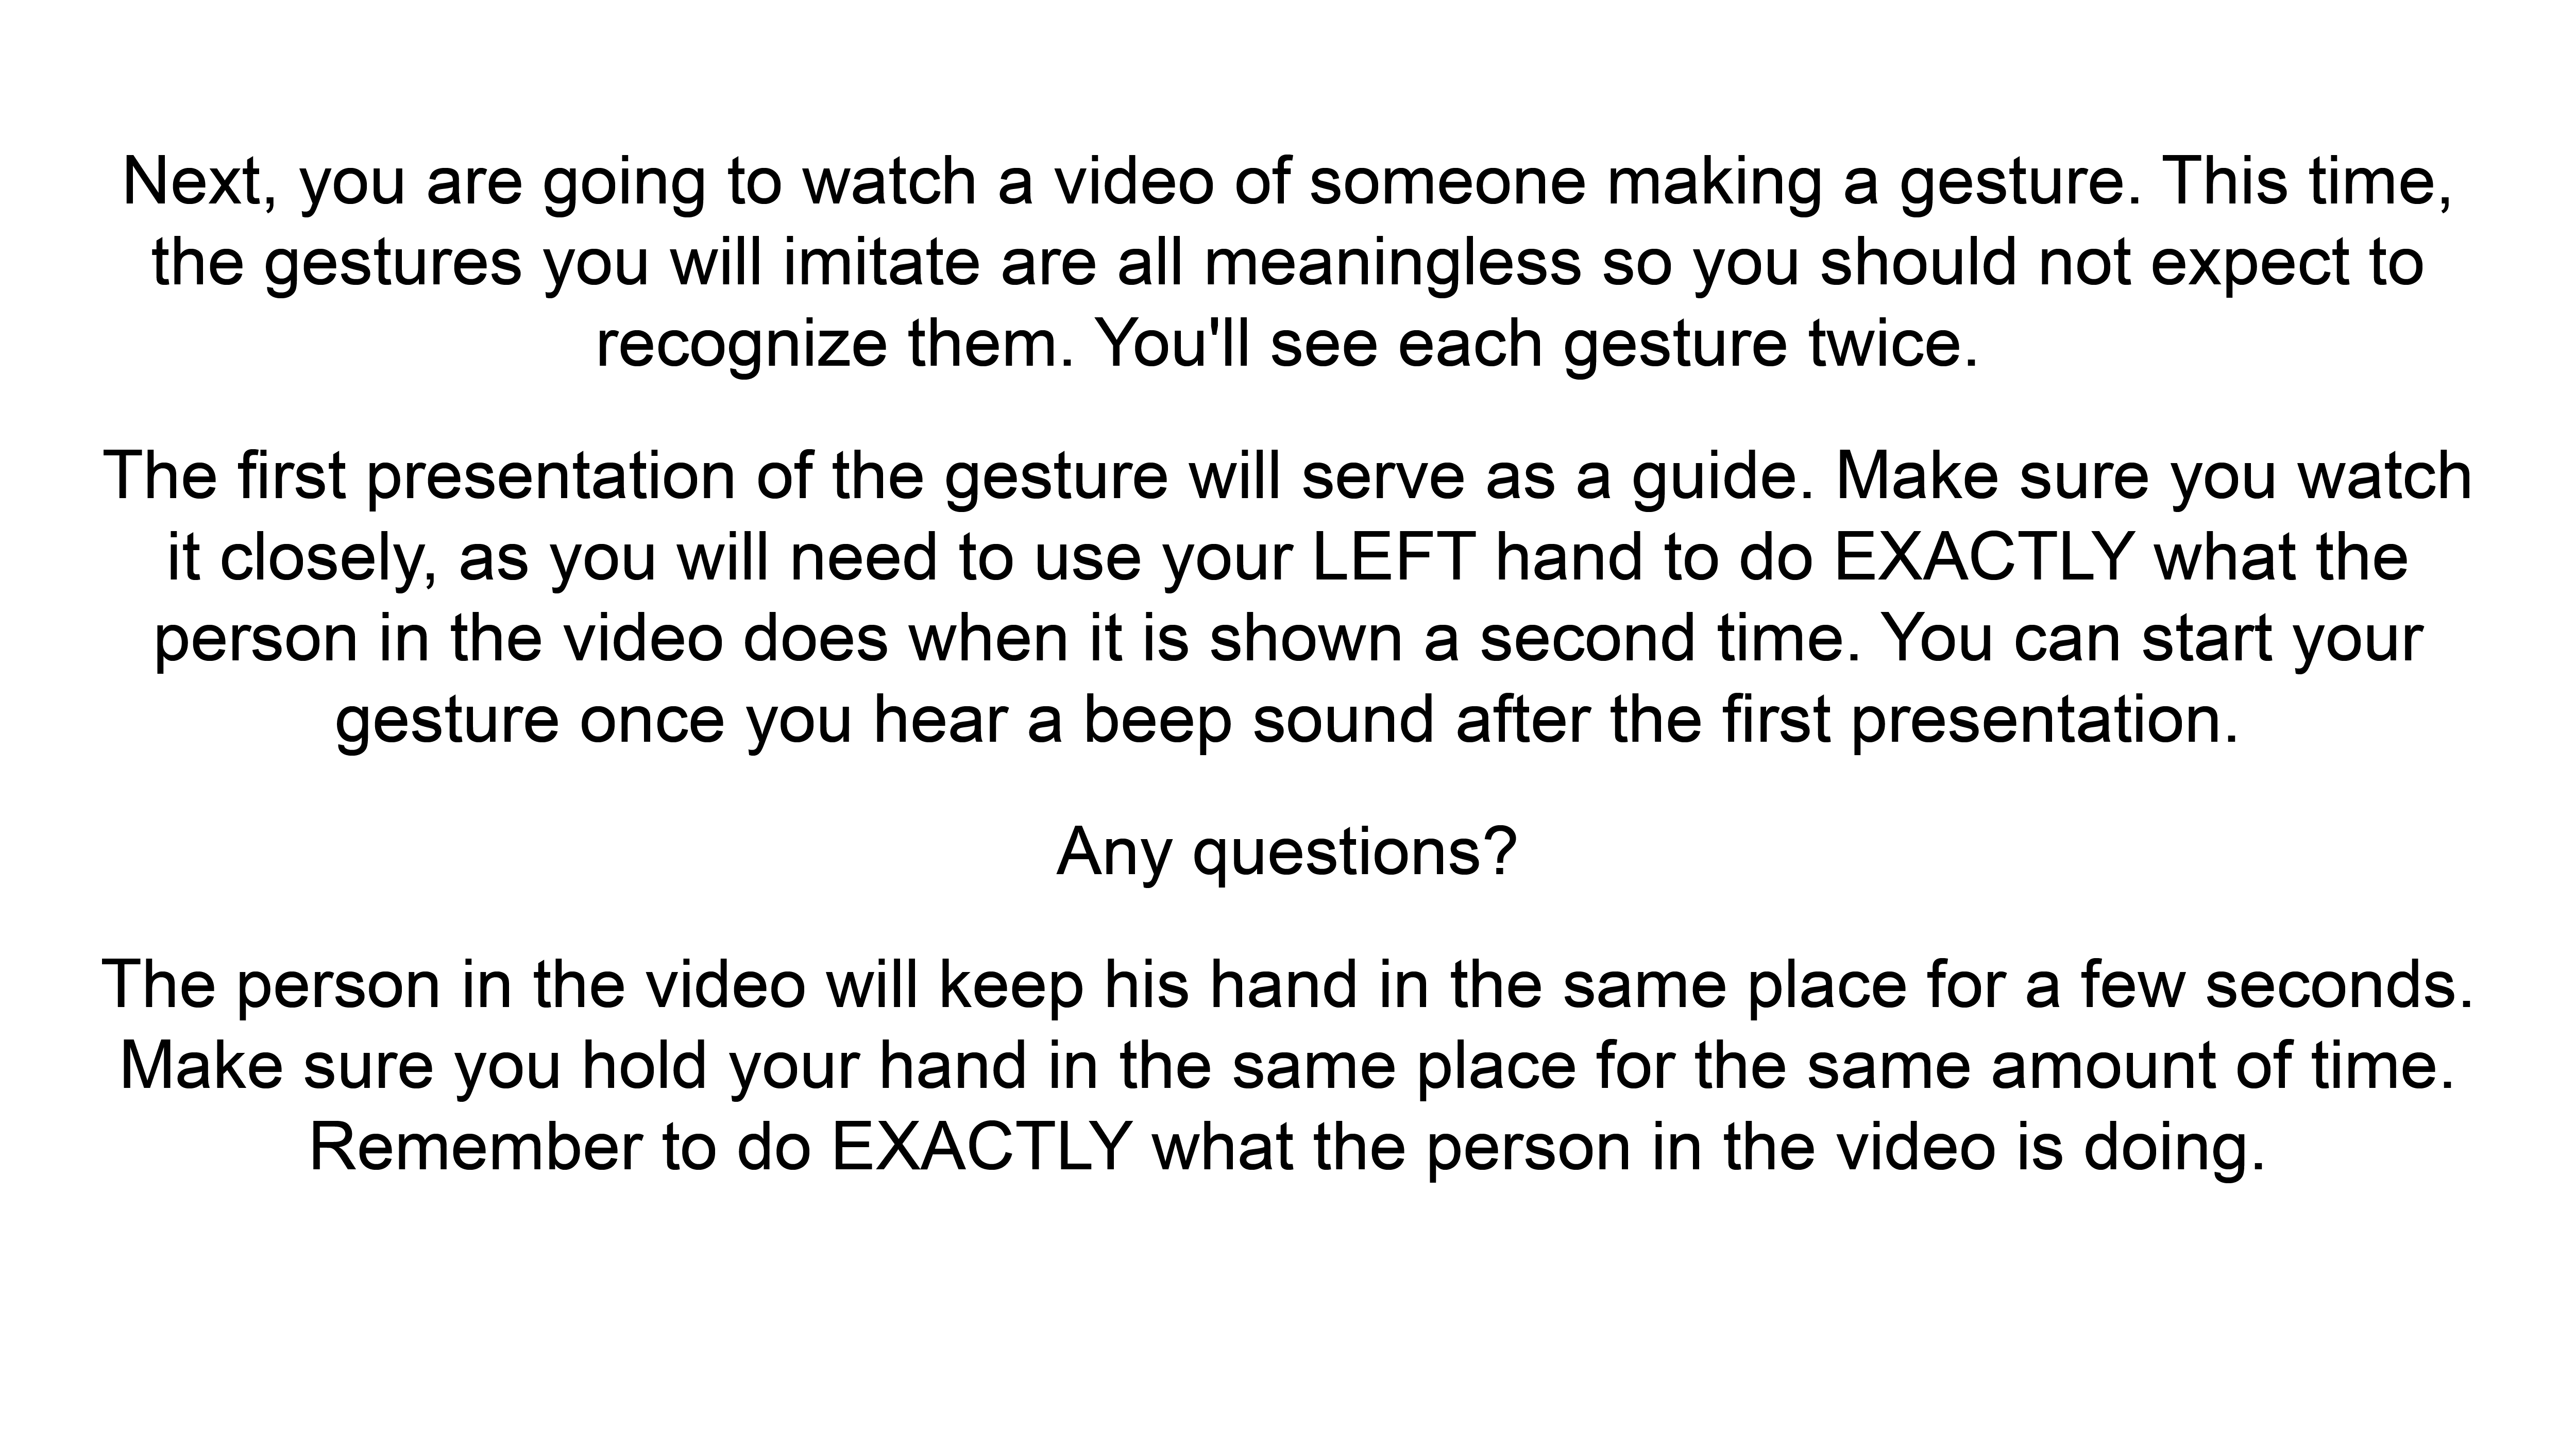 Next, you are going to watch a video of someone making a gesture. This time,
the gestures you will imitate are all meaningless so you should not expect to
recognize them. You'll see each gesture twice.
The first presentation of the gesture will serve as a guide. Make sure you watch
it closely, as you will need to use your LEFT hand to do EXACTLY what the
person in the video does when it is shown a second time. You can start your
gesture once you hear a beep sound after the first presentation.
Any questions?
The person in the video will keep his hand in the same place for a few seconds.
Make sure you hold your hand in the same place for the same amount of time.
Remember to do EXACTLY what the person in the video is doing.